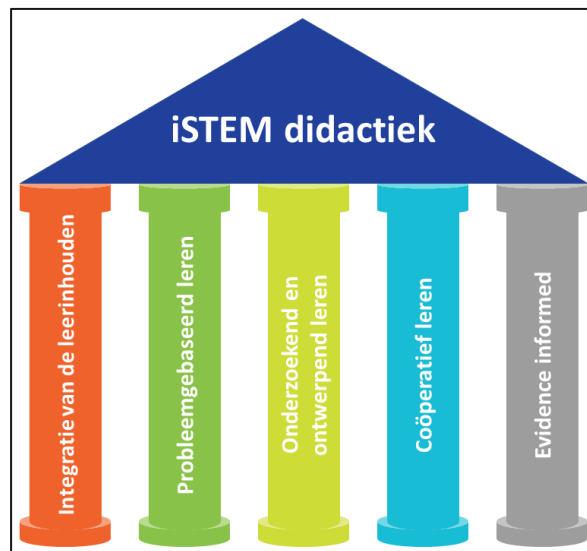 iSTEM didactiek
Integratie van de leerinhouden
Probleemgebaseerd leren
Onderzoekend en
ontwerpend leren
Coöperatief leren
Evidence informed